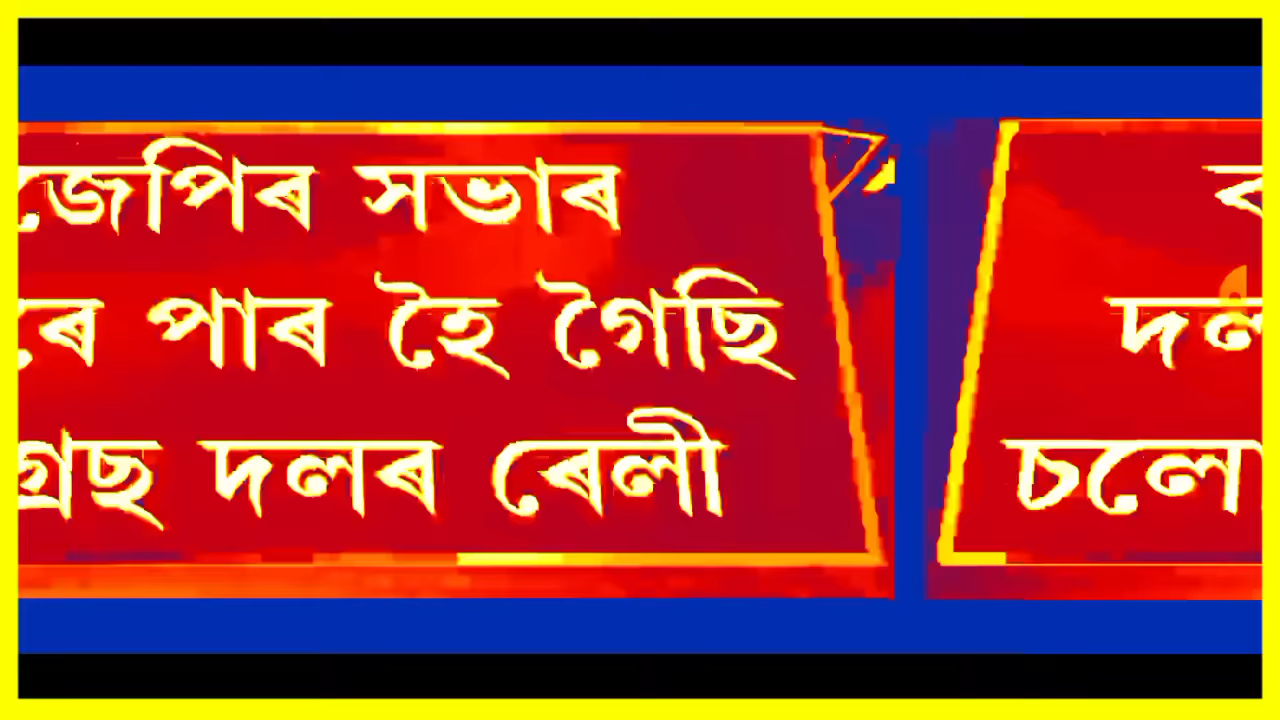 জেপিৰ সভাৰ
ৰে পাৰ হৈ গৈছি
গ্ৰছ দলৰ ৰেলী
দল
চলে